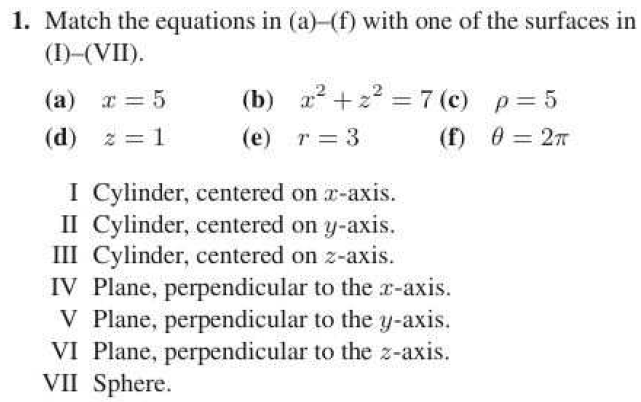 1. Match the equations in (a)–(f) with one of the surfaces in
(I)–(VII).
(a) x = 5 (b) x² + z² = 7 (c) ρ = 5
(d) z = 1 (e) r = 3 (f) θ = 2π
I Cylinder, centered on x-axis.
II Cylinder, centered on y-axis.
III Cylinder, centered on z-axis.
IV Plane, perpendicular to the x-axis.
V Plane, perpendicular to the y-axis.
VI Plane, perpendicular to the z-axis.
VII Sphere.